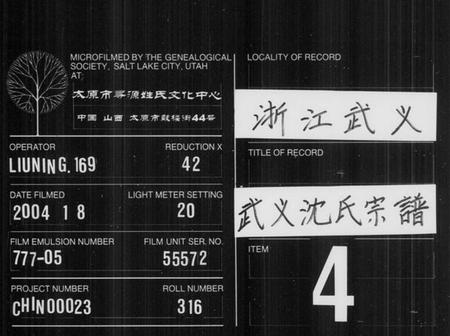 MICROFILMED BY THE GENEALOGICAL
SOCIETY, SALT LAKE CITY, UTAH
AT:
太原市寻源姓氏文化中心
中国 山西 太原市鼓楼街44号
OPERATOR
REDUCTION X
LIUNING.169
42
DATE FILMED
LIGHT METER SETTING
2004 1 8
20
FILM EMULSION NUMBER
FILM UNIT SER. NO.
777-05
55572
PROJECT NUMBER
ROLL NUMBER
CHIN00023
316
LOCALITY OF RECORD
浙江武义
TITLE OF RECORD
武义沈氏宗譜
ITEM
4